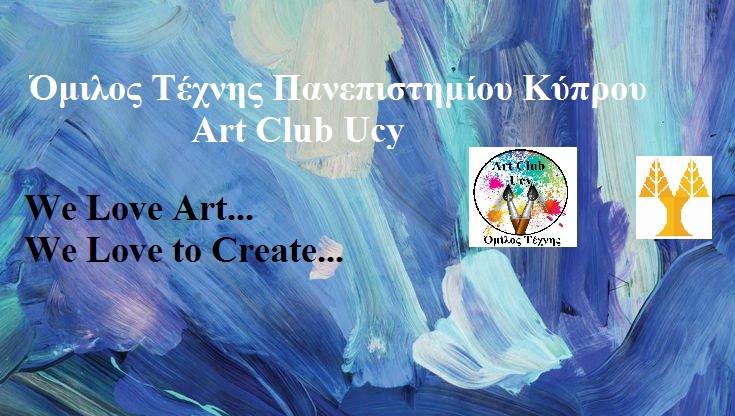 Όμιλος Τέχνης Πανεπιστημίου Κύπρου
Art Club Ucy
We Love Art...
We Love to Create...
Art Club
Ucy
Όμιλος Τέχνης